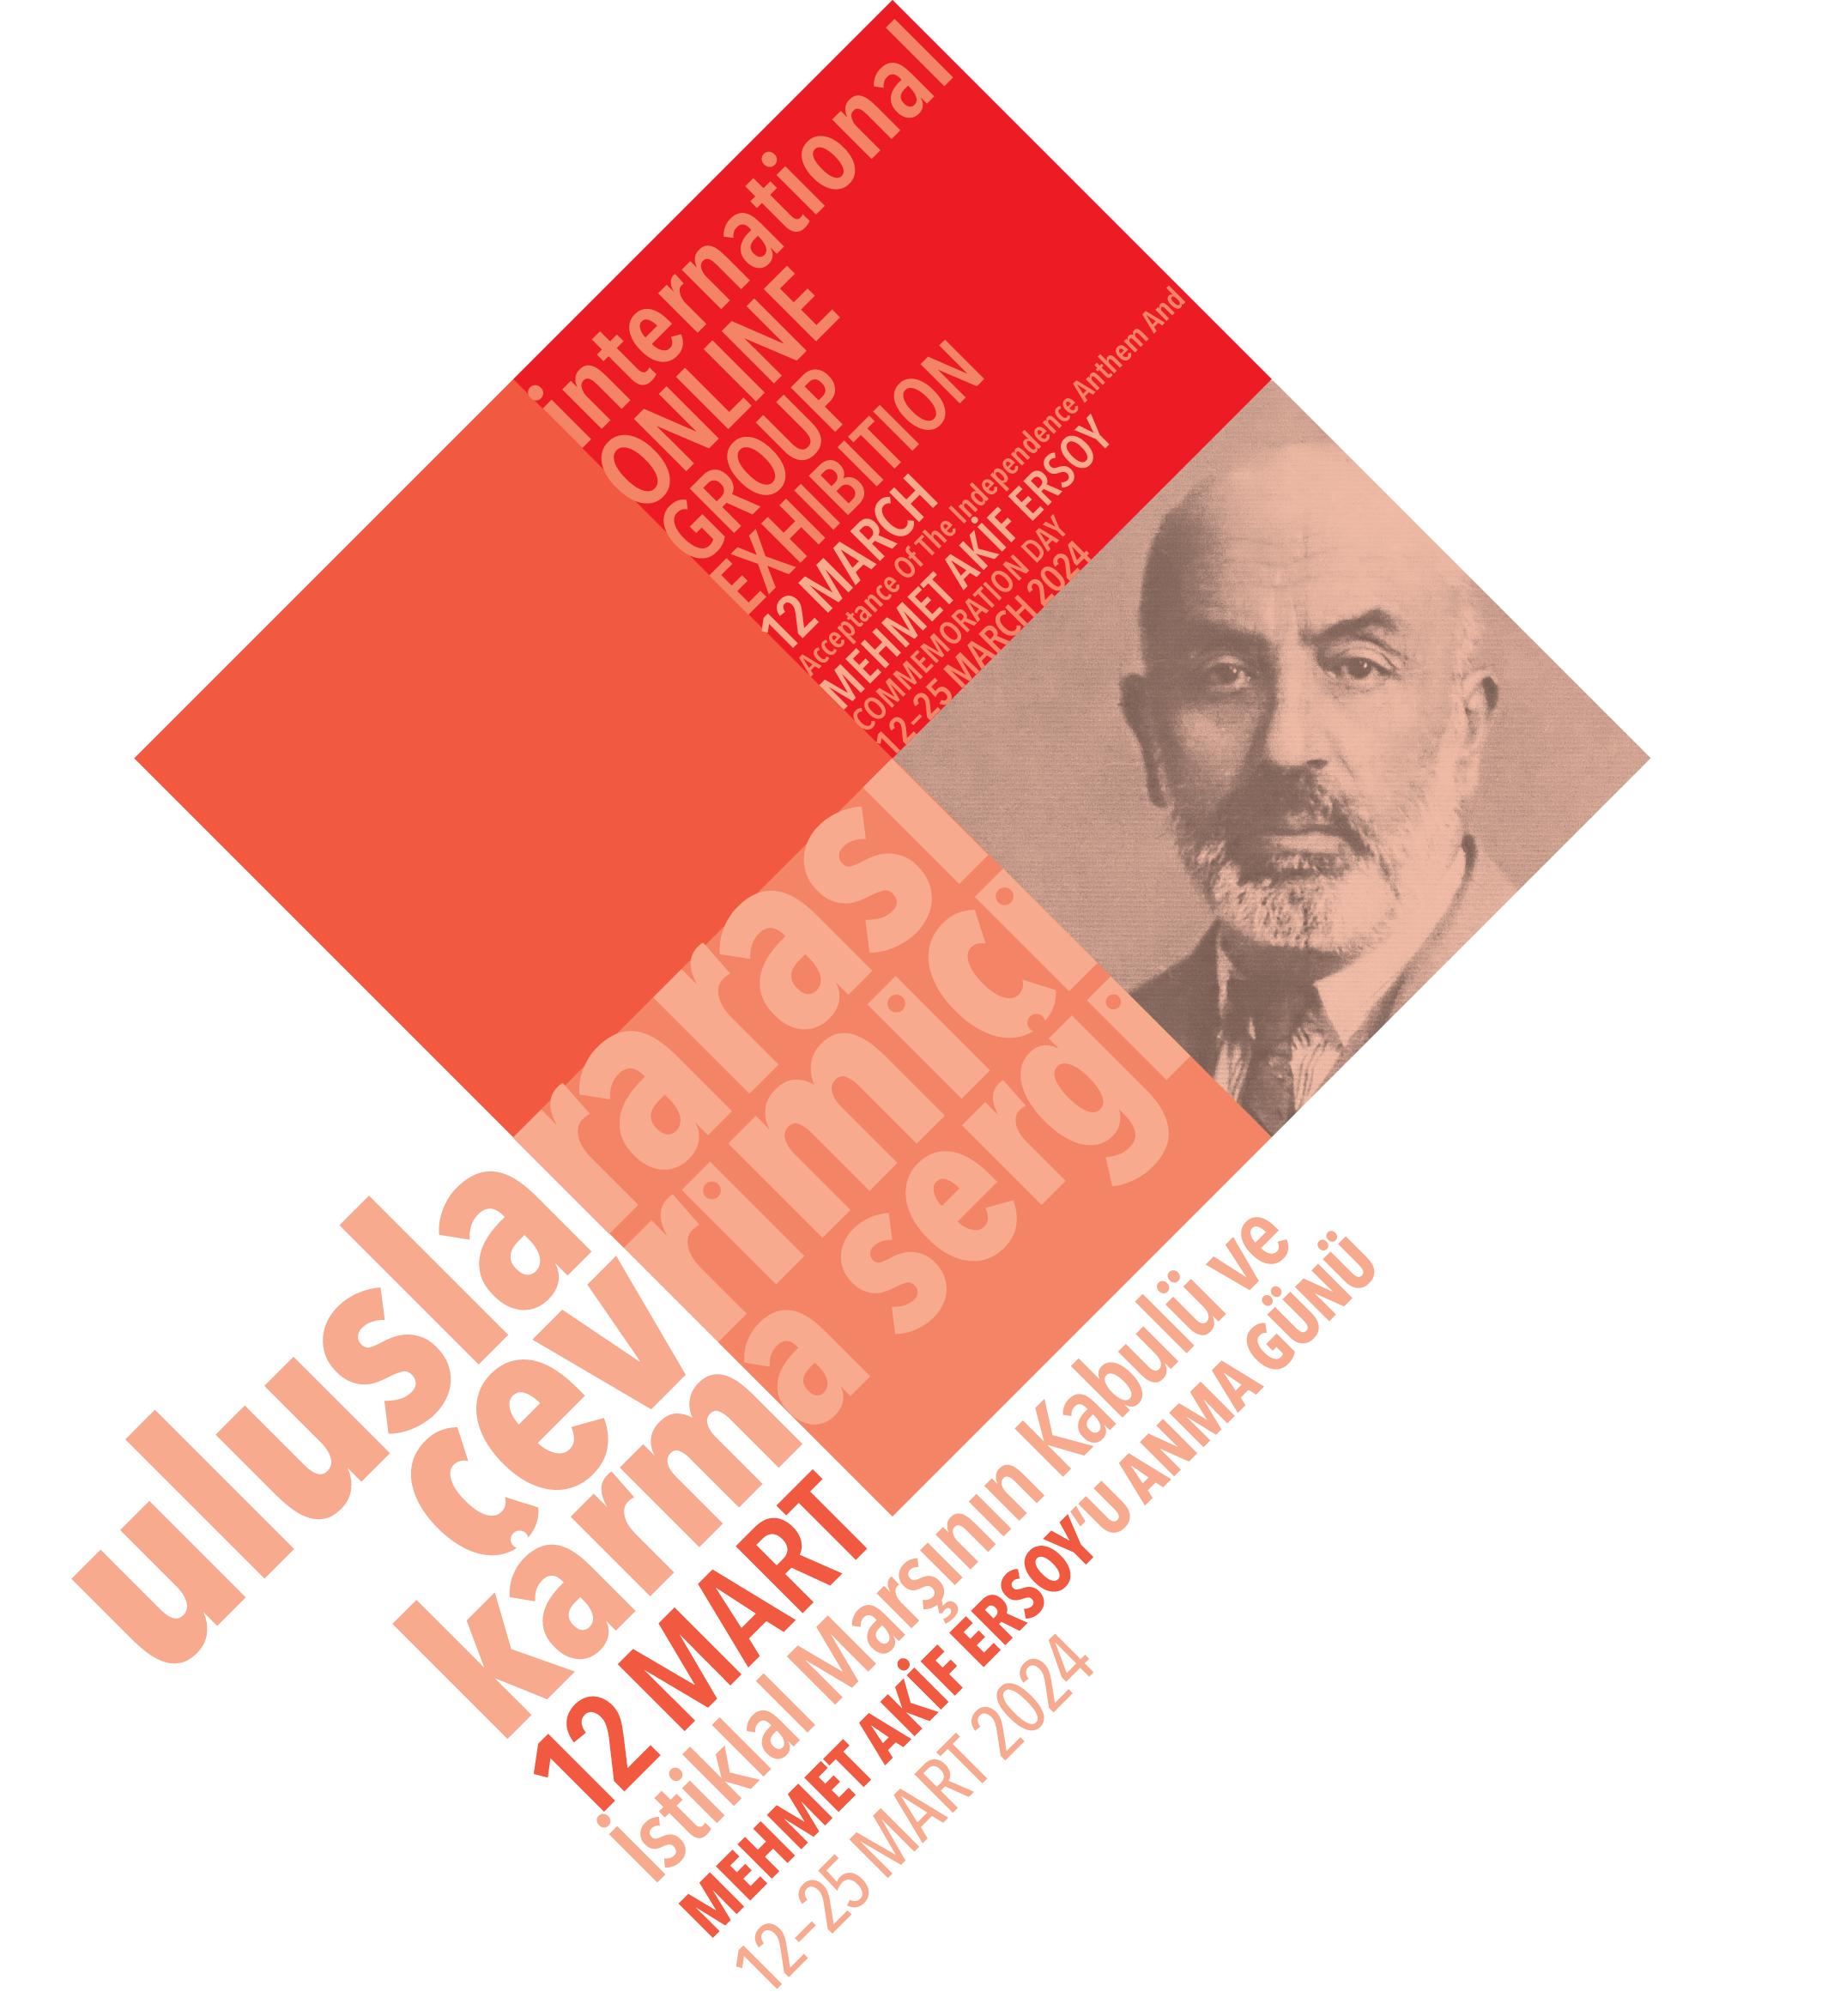 international
ONLINE
GROUP
EXHIBITION
12 MARCH
Acceptance Of The Independence Anthem And
MEHMET AKİF ERSOY
COMMEMORATION DAY
12-25 MARCH 2024
uluslararası
çevrimiçi
karma sergi
12 MART
istiklal Marşının Kabulü ve
MEHMET AKİF ERSOY'U ANMA GÜNÜ
12-25 MART 2024